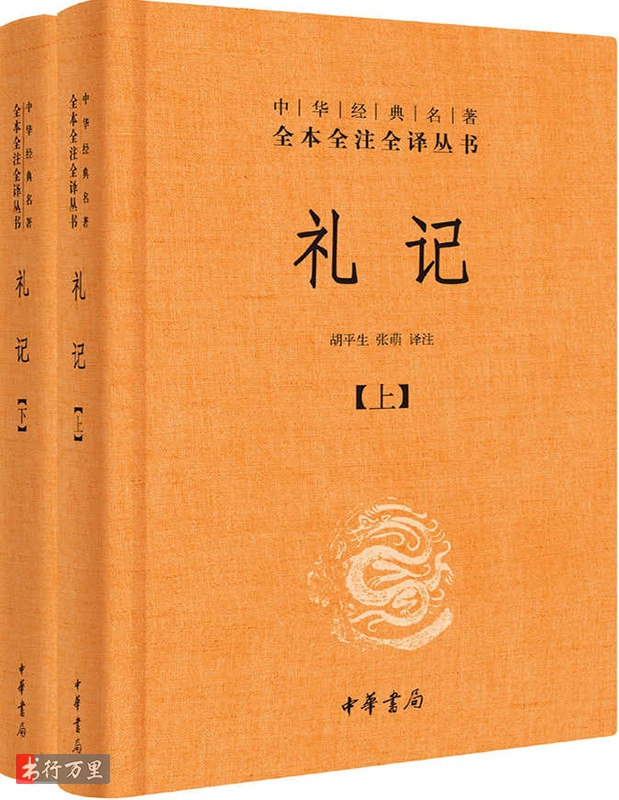 中华经典名著
全本全注全译丛书
礼记
胡平生 张萌 译注
【上】
中華書局
中华经典名著
全本全注全译丛书
礼记
【上】
中華書局
中华经典名著
全本全注全译丛书
礼记
【下】
中華書局
书行万里